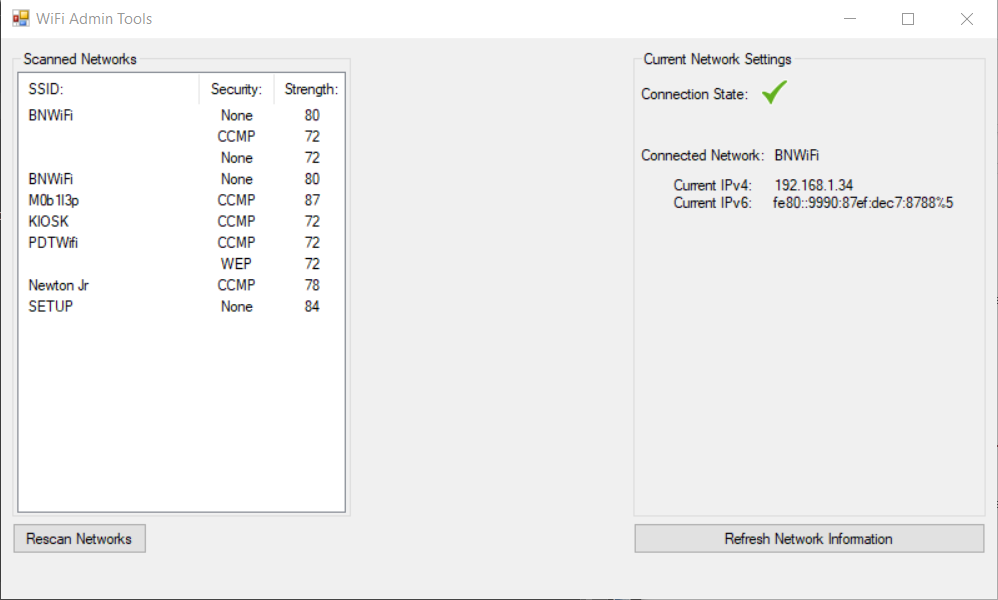 WiFi Admin Tools
Scanned Networks
SSID: Security: Strength:
BNWiFi None 80
CCMP 72
None 72
BNWiFi None 80
M0b1l3p CCMP 87
KIOSK CCMP 72
PDTWifi CCMP 72
WEP 72
Newton Jr CCMP 78
SETUP None 84
Rescan Networks
Current Network Settings
Connection State:
Connected Network: BNWiFi
Current IPv4: 192.168.1.34
Current IPv6: fe80::9990:87ef:dec7:8788%5
Refresh Network Information